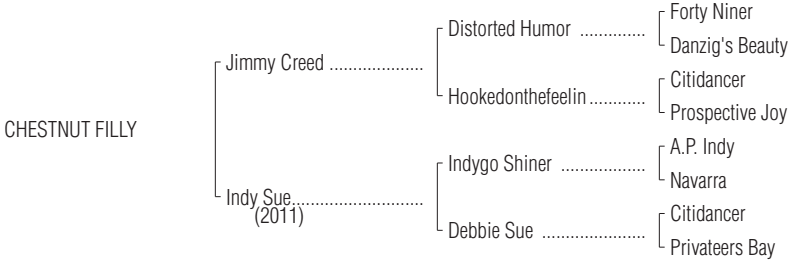 Forty Niner
Distorted Humor ..............
Danzig's Beauty
Jimmy Creed ....................
Citidancer
Hookedonthefeelin ............
Prospective Joy
CHESTNUT FILLY
A.P. Indy
Indygo Shiner ..................
Navarra
Indy Sue............................
(2011)
Citidancer
Debbie Sue ......................
Privateers Bay